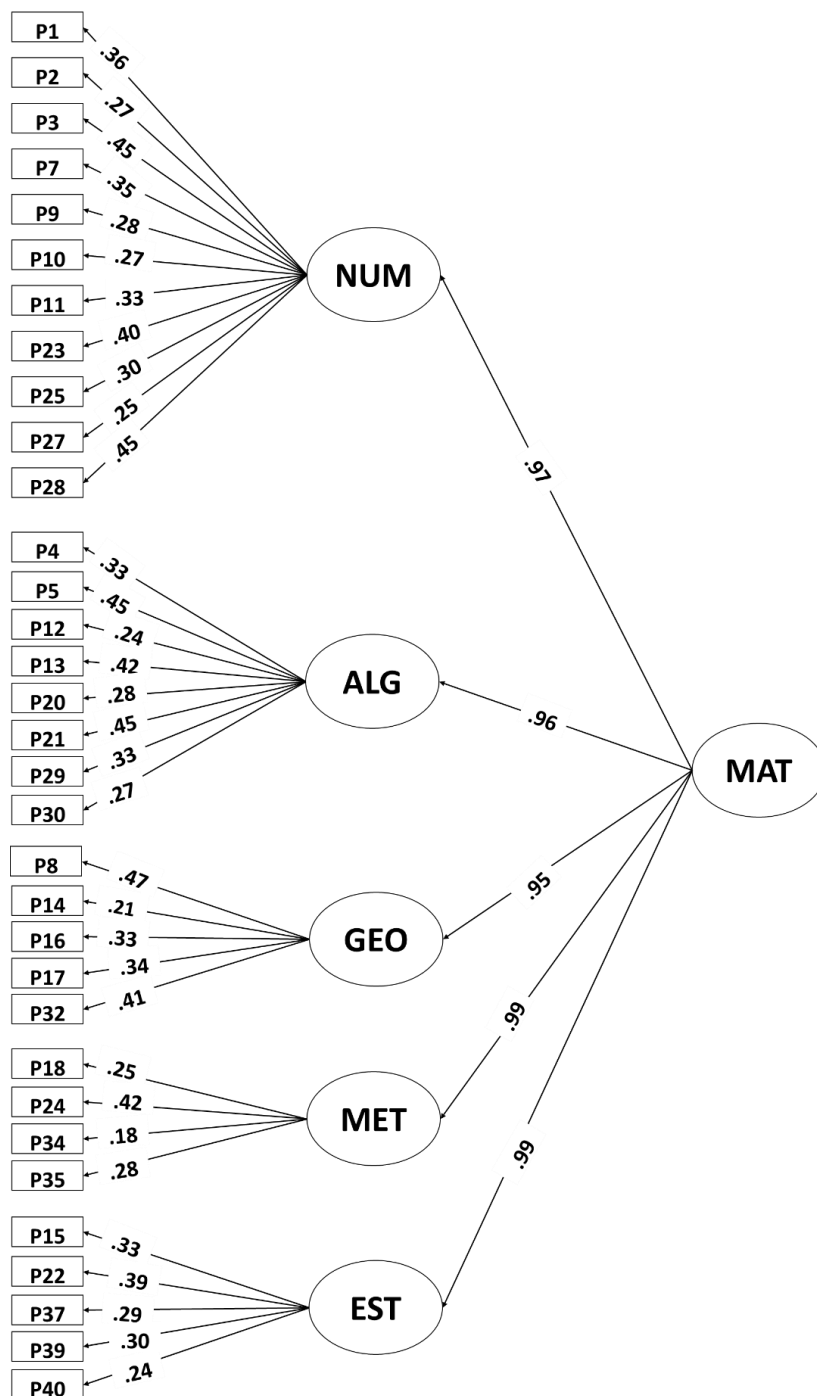 P1 .36
P2 .27
P3 .45
P7 .35
P9 .28
P10 .27
P11 .33
P23 .40
P25 .30
P27 .25
P28 .45
NUM
.97
P4 .33
P5 .45
P12 .24
P13 .42
P20 .28
P21 .45
P29 .33
P30 .27
ALG
.96
MAT
P8 .47
P14 .21
P16 .33
P17 .34
P32 .41
GEO
.95
P18 .25
P24 .42
P34 .18
P35 .28
MET
.99
P15 .33
P22 .39
P37 .29
P39 .30
P40 .24
EST
.99